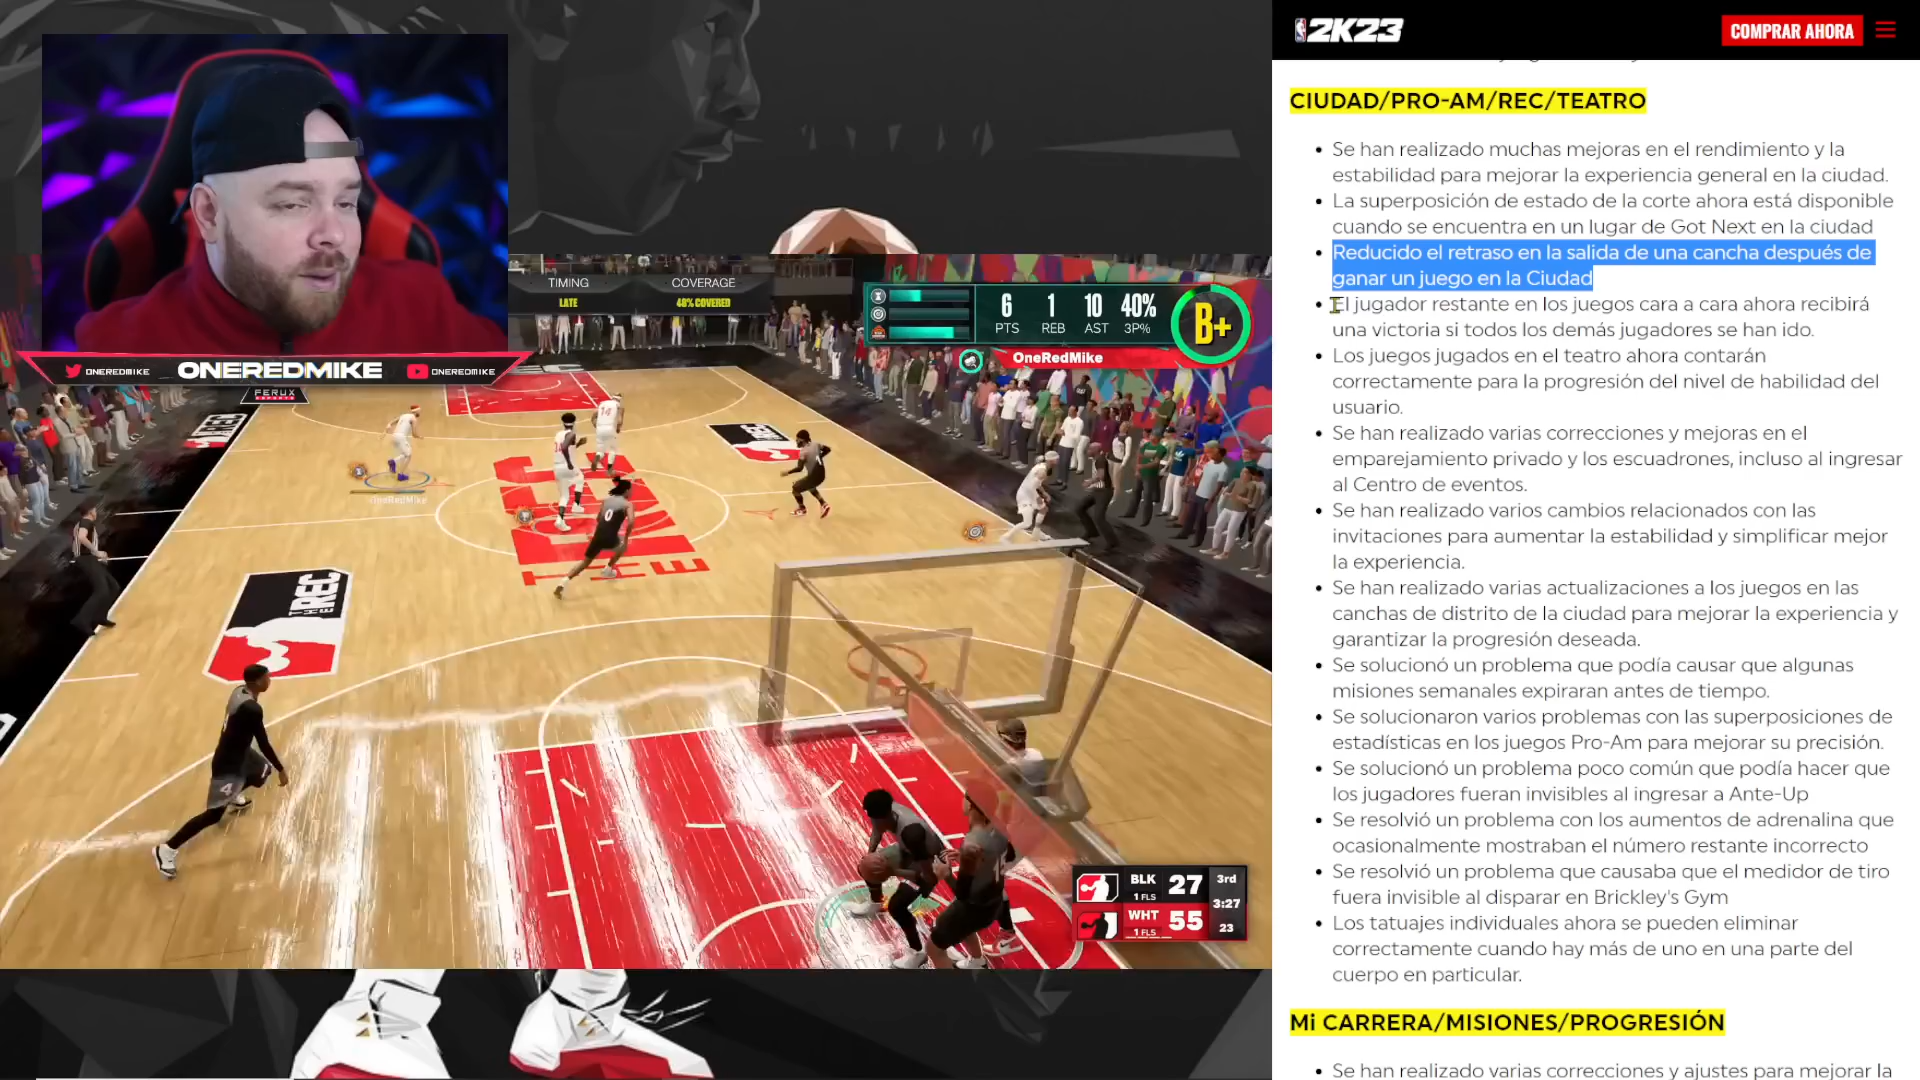 2K23
COMPRAR AHORA
CIUDAD/PRO-AM/REC/TEATRO
Se han realizado muchas mejoras en el rendimiento y la
estabilidad para mejorar la experiencia general en la ciudad.
La superposición de estado de la corte ahora está disponible
cuando se encuentra en un lugar de Got Next en la ciudad
Reducido el retraso en la salida de una cancha después de
ganar un juego en la Ciudad
El jugador restante en los juegos cara a cara ahora recibirá
una victoria si todos los demás jugadores se han ido.
Los juegos jugados en el teatro ahora contarán
correctamente para la progresión del nivel de habilidad del
usuario.
Se han realizado varias correcciones y mejoras en el
emparejamiento privado y los escuadrones, incluso al ingresar
al Centro de eventos.
Se han realizado varios cambios relacionados con las
invitaciones para aumentar la estabilidad y simplificar mejor
la experiencia.
Se han realizado varias actualizaciones a los juegos en las
canchas de distrito de la ciudad para mejorar la experiencia y
garantizar la progresión deseada.
Se solucionó un problema que podía causar que algunas
misiones semanales expiraran antes de tiempo.
Se solucionaron varios problemas con las superposiciones de
estadísticas en los juegos Pro-Am para mejorar su precisión.
Se solucionó un problema poco común que podía hacer que
los jugadores fueran invisibles al ingresar a Ante-Up
Se resolvió un problema con los aumentos de adrenalina que
ocasionalmente mostraban el número restante incorrecto
Se resolvió un problema que causaba que el medidor de tiro
fuera invisible al disparar en Brickley's Gym
Los tatuajes individuales ahora se pueden eliminar
correctamente cuando hay más de uno en una parte del
cuerpo en particular.
Mi CARRERA/MISIONES/PROGRESIÓN
Se han realizado varias correcciones y ajustes para mejorar la
TIMING COVERAGE
LATE 48% COVERED
6 1 10 40% B+
PTS REB AST 3P%
OneRedMike
ONEREDMIKE ONEREDMIKE ONEREDMIKE
FERUX
OneRedMike
THE REC
THE
14
0
4
BLK 27 3rd
1 FLS
3:27
WHT 55
1 FLS 23